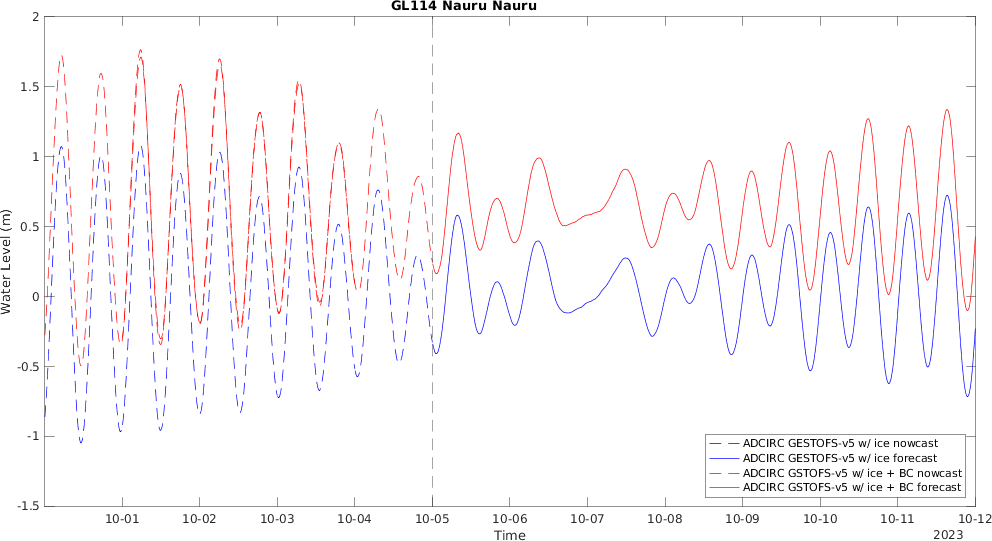 GL114 Nauru Nauru
2
1.5
1
0.5
0
-0.5
-1
-1.5
Water Level (m)
ADCIRC GESTOFS-v5 w/ ice nowcast
ADCIRC GESTOFS-v5 w/ ice forecast
ADCIRC GSTOFS-v5 w/ ice + BC nowcast
ADCIRC GSTOFS-v5 w/ ice + BC forecast
10-01 10-02 10-03 10-04 10-05 10-06 10-07 10-08 10-09 10-10 10-11 10-12
Time
2023